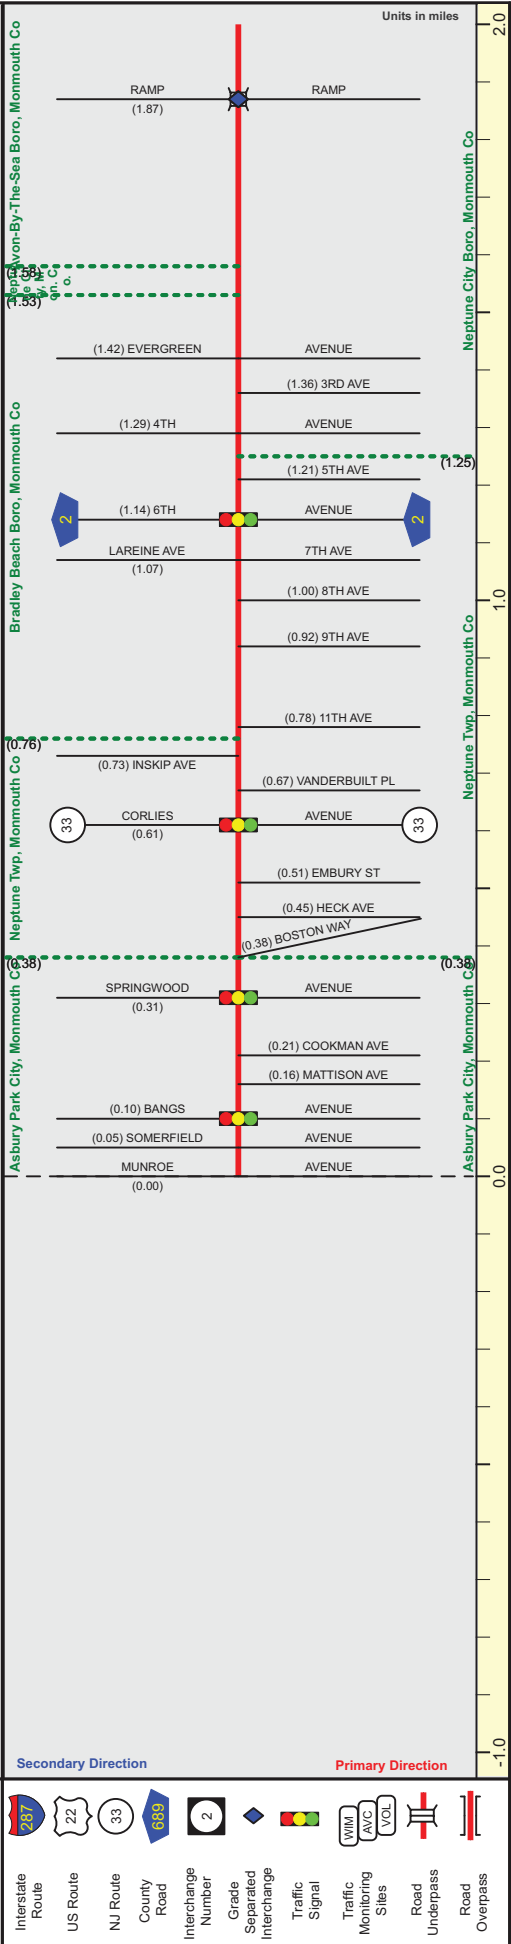 Units in miles
2.0
Avon-By-The-Sea Boro, Monmouth Co
Neptune City Boro, Monmouth Co
RAMP
RAMP
(1.87)
(1.58)
(1.53)
(1.42) EVERGREEN
AVENUE
(1.36) 3RD AVE
(1.29) 4TH
AVENUE
(1.25)
(1.21) 5TH AVE
Bradley Beach Boro, Monmouth Co
2
(1.14) 6TH
AVENUE
2
LAREINE AVE
7TH AVE
(1.07)
(1.00) 8TH AVE
1.0
(0.92) 9TH AVE
Neptune Twp, Monmouth Co
(0.78) 11TH AVE
(0.76)
(0.73) INSKIP AVE
(0.67) VANDERBUILT PL
Neptune Twp, Monmouth Co
33
CORLIES
AVENUE
33
(0.61)
(0.51) EMBURY ST
(0.45) HECK AVE
(0.38) BOSTON WAY
(0.38)
(0.38)
Asbury Park City, Monmouth Co
Asbury Park City, Monmouth Co
SPRINGWOOD
AVENUE
(0.31)
(0.21) COOKMAN AVE
(0.16) MATTISON AVE
(0.10) BANGS
AVENUE
(0.05) SOMERFIELD
AVENUE
MUNROE
AVENUE
(0.00)
0.0
-1.0
Secondary Direction
Primary Direction
287
Interstate
Route
22
US Route
33
NJ Route
689
County
Road
2
Interchange
Number
Grade
Separated
Interchange
Traffic
Signal
WIM
AVC
VOL
Traffic
Monitoring
Sites
Road
Underpass
Road
Overpass